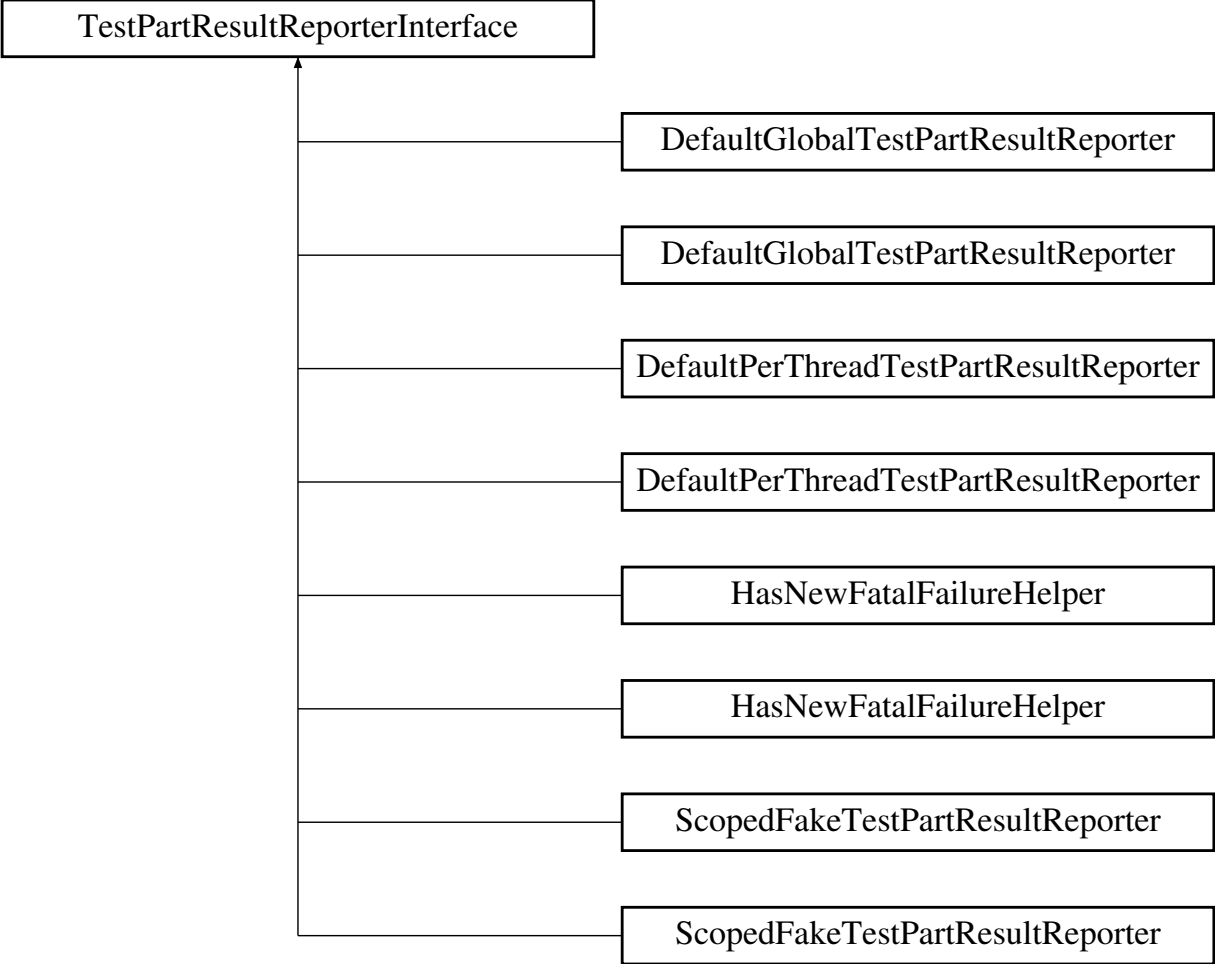 TestPartResultReporterInterface
DefaultGlobalTestPartResultReporter
DefaultGlobalTestPartResultReporter
DefaultPerThreadTestPartResultReporter
DefaultPerThreadTestPartResultReporter
HasNewFatalFailureHelper
HasNewFatalFailureHelper
ScopedFakeTestPartResultReporter
ScopedFakeTestPartResultReporter